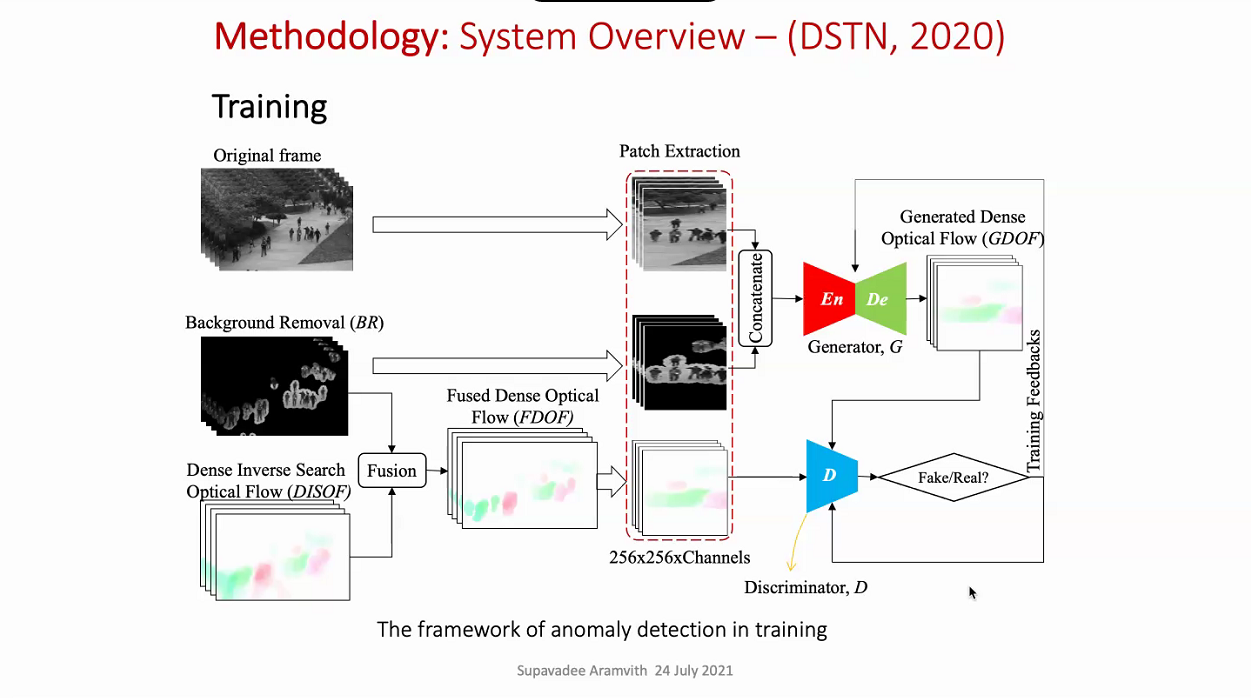 Methodology: System Overview – (DSTN, 2020)
Training
Original frame
Patch Extraction
Generated Dense
Optical Flow (GDOF)
Concatenate
En
De
Generator, G
Background Removal (BR)
Fused Dense Optical
Flow (FDOF)
Training Feedbacks
Dense Inverse Search
Optical Flow (DISOF)
Fusion
D
Fake/Real?
256x256xChannels
Discriminator, D
The framework of anomaly detection in training
Supavadee Aramvith 24 July 2021